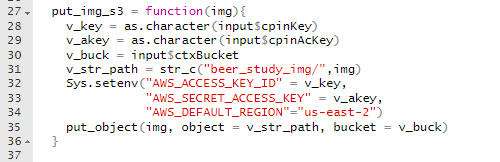 27 put_img_s3 = function(img){
28 v_key = as.character(input$cpinKey)
29 v_akey = as.character(input$cpinAcKey)
30 v_buck = input$ctxBucket
31 v_str_path = str_c("beer_study_img/",img)
32 Sys.setenv("AWS_ACCESS_KEY_ID" = v_key,
33 "AWS_SECRET_ACCESS_KEY" = v_akey,
34 "AWS_DEFAULT_REGION"="us-east-2")
35 put_object(img, object = v_str_path, bucket = v_buck)
36 }
37